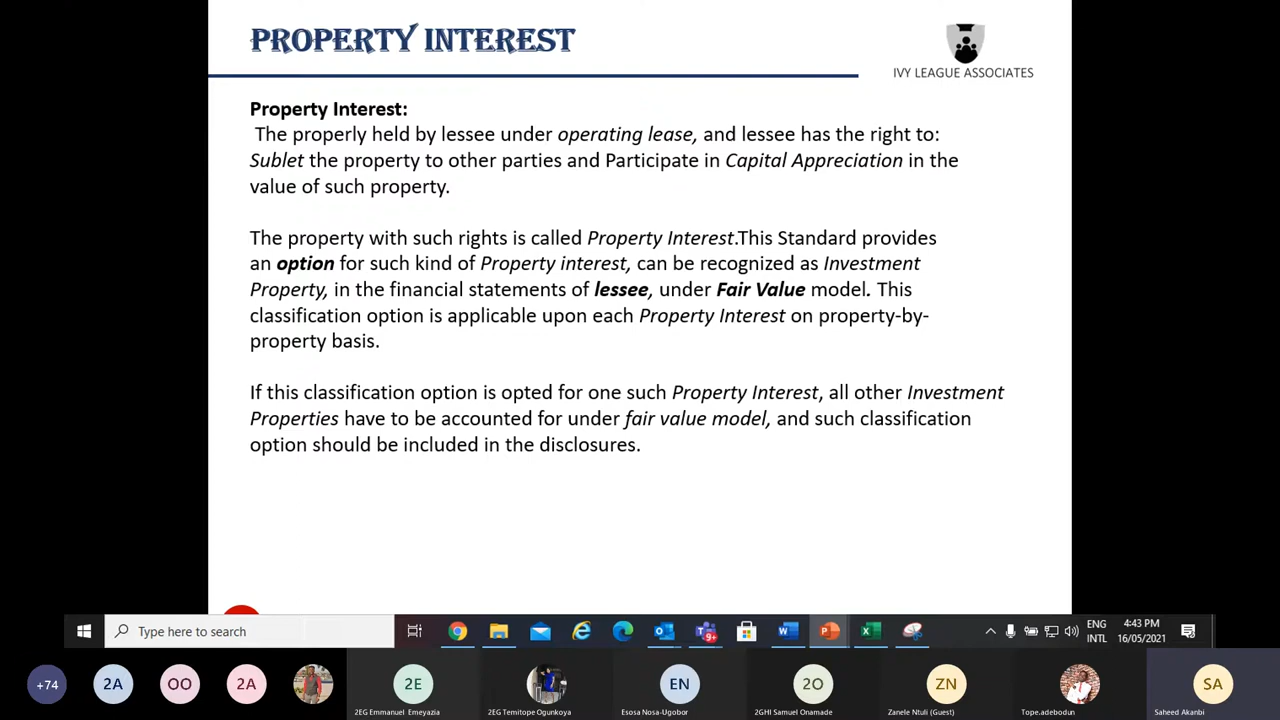 PROPERTY INTEREST
IVY LEAGUE ASSOCIATES
Property Interest:
The properly held by lessee under operating lease, and lessee has the right to:
Sublet the property to other parties and Participate in Capital Appreciation in the
value of such property.
The property with such rights is called Property Interest.This Standard provides
an option for such kind of Property interest, can be recognized as Investment
Property, in the financial statements of lessee, under Fair Value model. This
classification option is applicable upon each Property Interest on property-by-
property basis.
If this classification option is opted for one such Property Interest, all other Investment
Properties have to be accounted for under fair value model, and such classification
option should be included in the disclosures.
Type here to search
ENG
INTL
4:43 PM
16/05/2021
+74
2A
OO
2A
2E
EN
2O
ZN
SA
2EG Emmanuel Emeyazia
2EG Temitope Ogunkoya
Esosa Nosa-Ugobor
2GHI Samuel Onamade
Zanele Ntuli (Guest)
Tope.adebodun
Saheed Akanbi